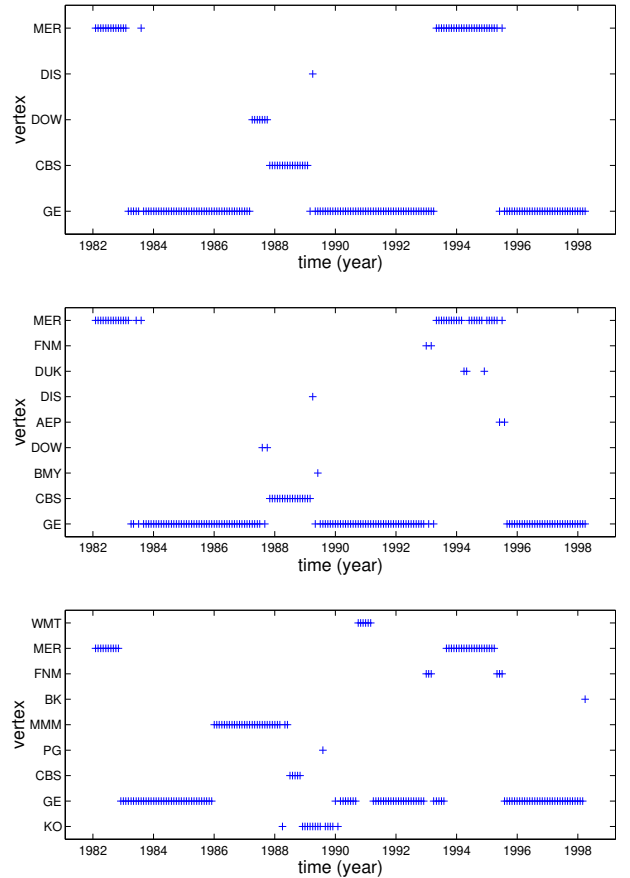 MER
DIS
DOW
CBS
GE
vertex
1982 1984 1986 1988 1990 1992 1994 1996 1998
time (year)
MER
FNM
DUK
DIS
AEP
DOW
BMY
CBS
GE
vertex
1982 1984 1986 1988 1990 1992 1994 1996 1998
time (year)
WMT
MER
FNM
BK
MMM
PG
CBS
GE
KO
vertex
1982 1984 1986 1988 1990 1992 1994 1996 1998
time (year)